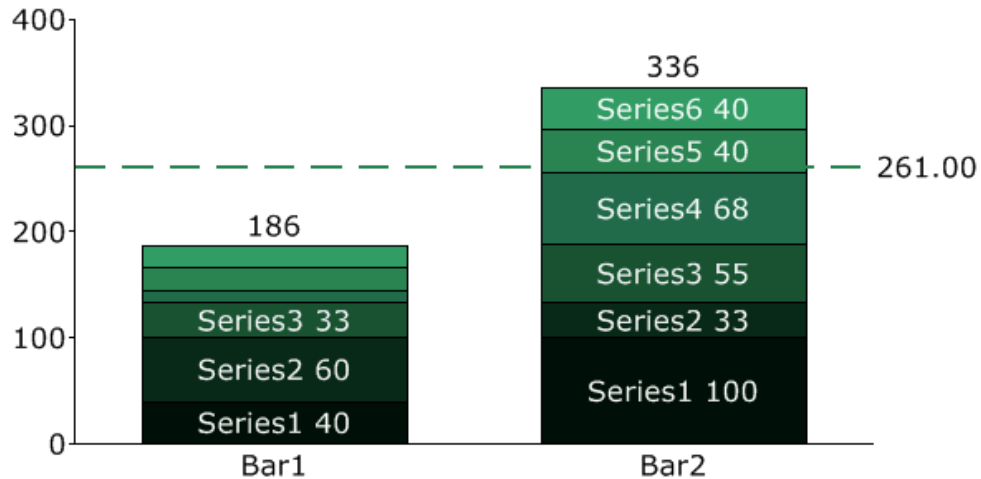 400
336
Series6 40
300
Series5 40
261.00
Series4 68
200
186
Series3 55
Series3 33
Series2 33
100
Series2 60
Series1 100
Series1 40
0
Bar1
Bar2